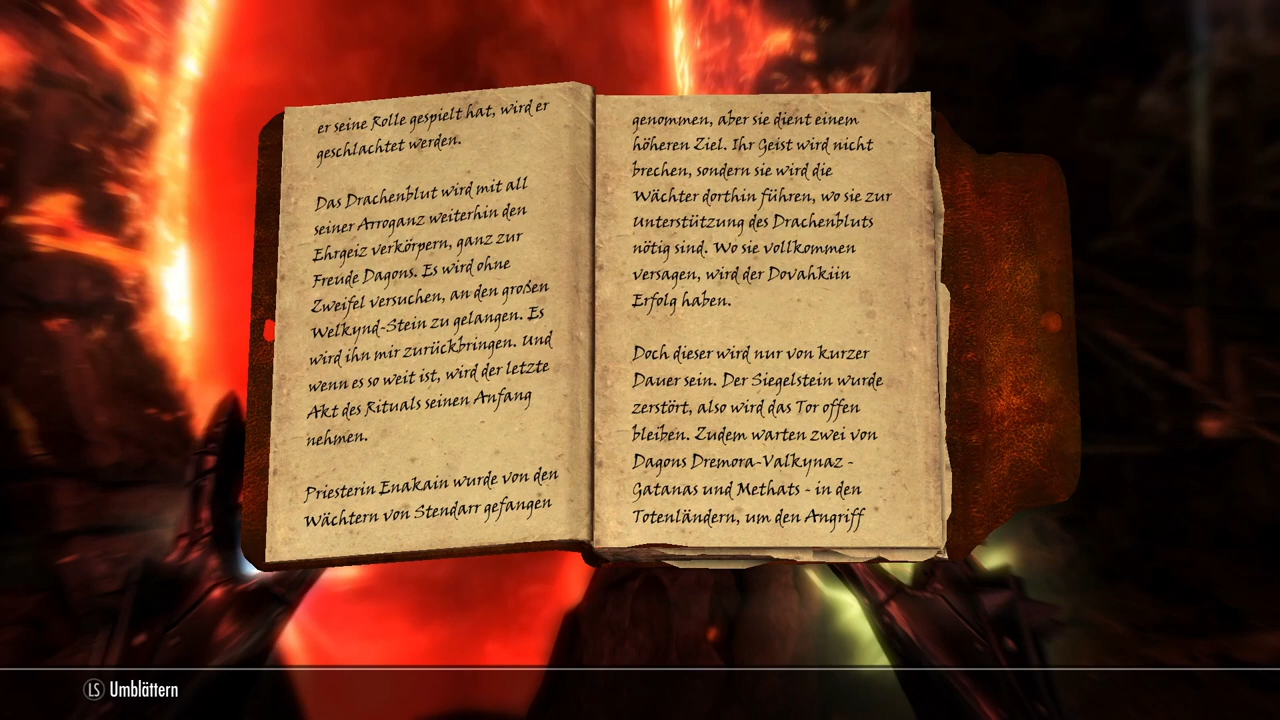 er seine Rolle gespielt hat, wird er
geschlachtet werden.
Das Drachenblut wird mit all
seiner Arroganz weiterhin den
Ehrgeiz verkörpern, ganz zur
Freude Dagons. Es wird ohne
Zweifel versuchen, an den großen
Welkynd-Stein zu gelangen. Es
wird ihn mir zurückbringen. Und
wenn es so weit ist, wird der letzte
Akt des Rituals seinen Anfang
nehmen.
Priesterin Enakain wurde von den
Wächtern von Stendarr gefangen
genommen, aber sie dient einem
höheren Ziel. Ihr Geist wird nicht
brechen, sondern sie wird die
Wächter dorthin führen, wo sie zur
Unterstützung des Drachenbluts
nötig sind. Wo sie vollkommen
versagen, wird der Dovahkiin
Erfolg haben.
Doch dieser wird nur von kurzer
Dauer sein. Der Siegelstein wurde
zerstört, also wird das Tor offen
bleiben. Zudem warten zwei von
Dagons Dremora-Valkynaz -
Gatanas und Methats - in den
Totenländern, um den Angriff
LS Umblättern